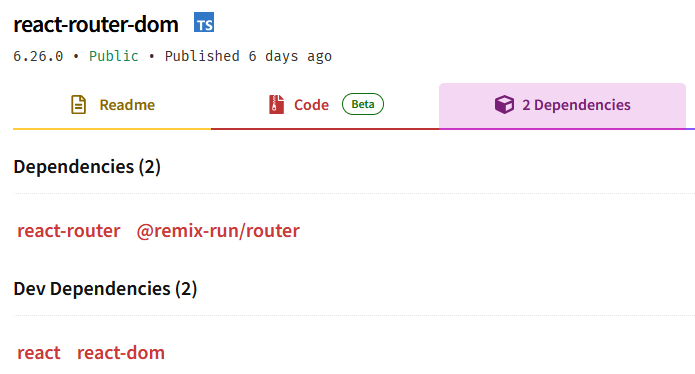 react-router-dom TS
6.26.0 • Public • Published 6 days ago
Readme Code Beta 2 Dependencies
Dependencies (2)
react-router @remix-run/router
Dev Dependencies (2)
react react-dom